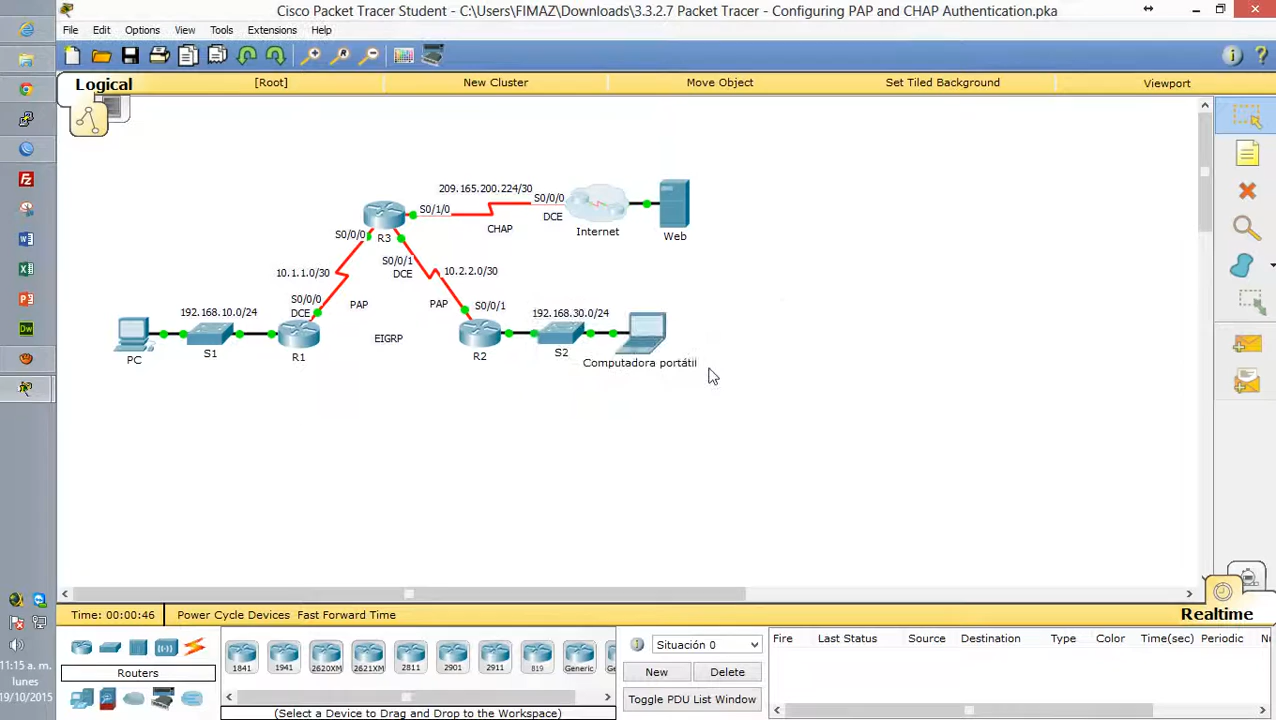 Cisco Packet Tracer Student - C:\Users\FIMAZ\Downloads\3.3.2.7 Packet Tracer - Configuring PAP and CHAP Authentication.pka
File Edit Options View Tools Extensions Help
Logical [Root] New Cluster Move Object Set Tiled Background Viewport
209.165.200.224/30
S0/1/0
S0/0/0
DCE
CHAP
Internet
Web
R3
S0/0/0
S0/0/1
DCE
10.1.1.0/30
10.2.2.0/30
S0/0/0
DCE
PAP
PAP
S0/0/1
192.168.10.0/24
192.168.30.0/24
EIGRP
PC
S1
R1
R2
S2
Computadora portátil
Time: 00:00:46 Power Cycle Devices Fast Forward Time
Realtime
Routers
1841 1941 2620XM 2621XM 2811 2901 2911 819 Generic
(Select a Device to Drag and Drop to the Workspace)
Situación 0
New Delete
Toggle PDU List Window
Fire Last Status Source Destination Type Color Time(sec) Periodic
11:15 a. m.
lunes
19/10/2015